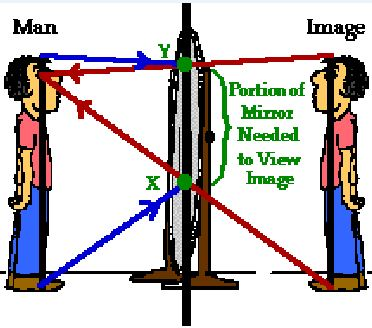 Man
Image
Y
Portion of
Mirror
Needed
to View
Image
X